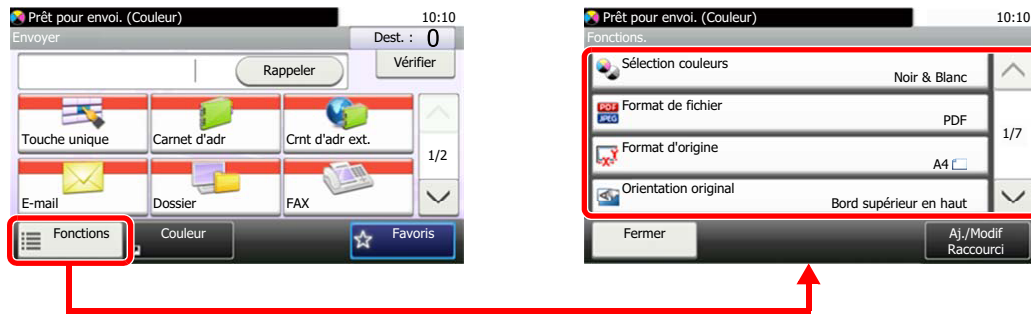 Prêt pour envoi. (Couleur)
10:10
Envoyer
Dest. : 0
Rappeler
Vérifier
Touche unique
Carnet d'adr
Crnt d'adr ext.
1/2
E-mail
Dossier
FAX
Fonctions
Couleur
Favoris
Prêt pour envoi. (Couleur)
10:10
Fonctions.
Sélection couleurs
Noir & Blanc
PDF
JPEG
Format de fichier
PDF
1/7
Format d'origine
A4
Orientation original
Bord supérieur en haut
Fermer
Aj./Modif
Raccourci